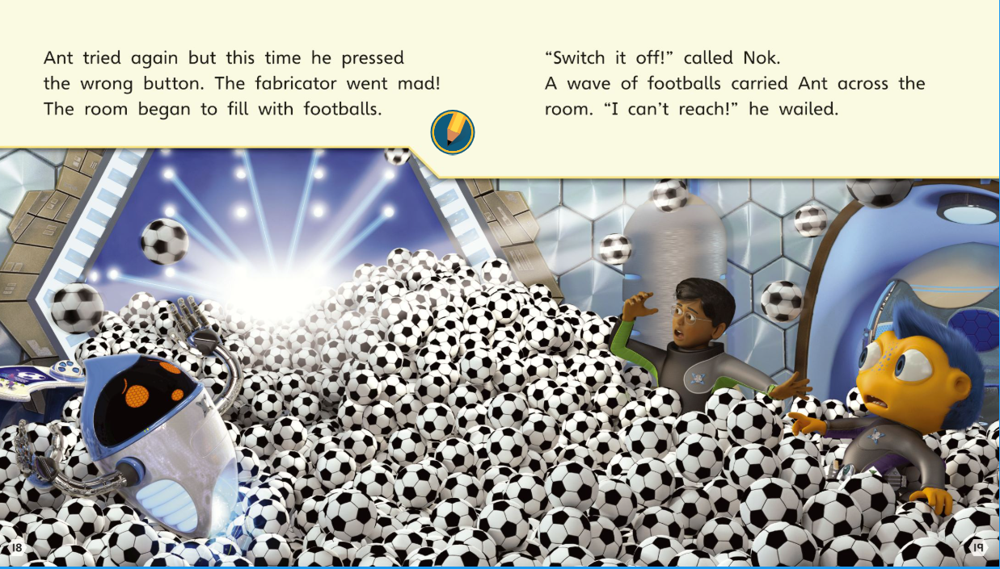 Ant tried again but this time he pressed
the wrong button. The fabricator went mad!
The room began to fill with footballs.
“Switch it off!” called Nok.
A wave of footballs carried Ant across the
room. “I can’t reach!” he wailed.
18
19